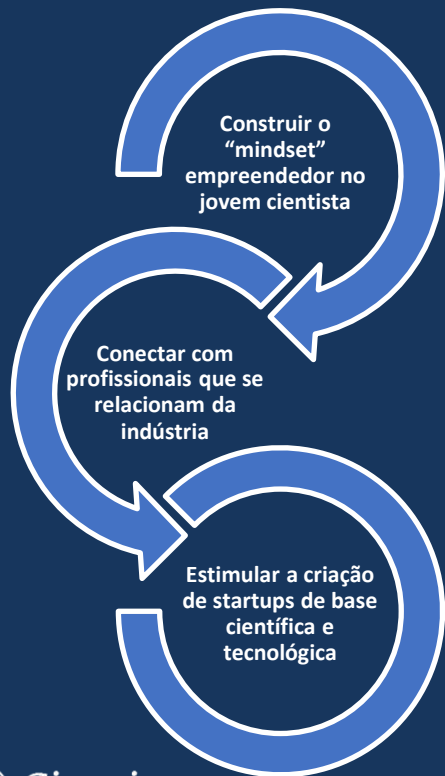 Construir o
“mindset”
empreendedor no
jovem cientista
Conectar com
profissionais que se
relacionam da
indústria
Estimular a criação
de startups de base
científica e
tecnológica